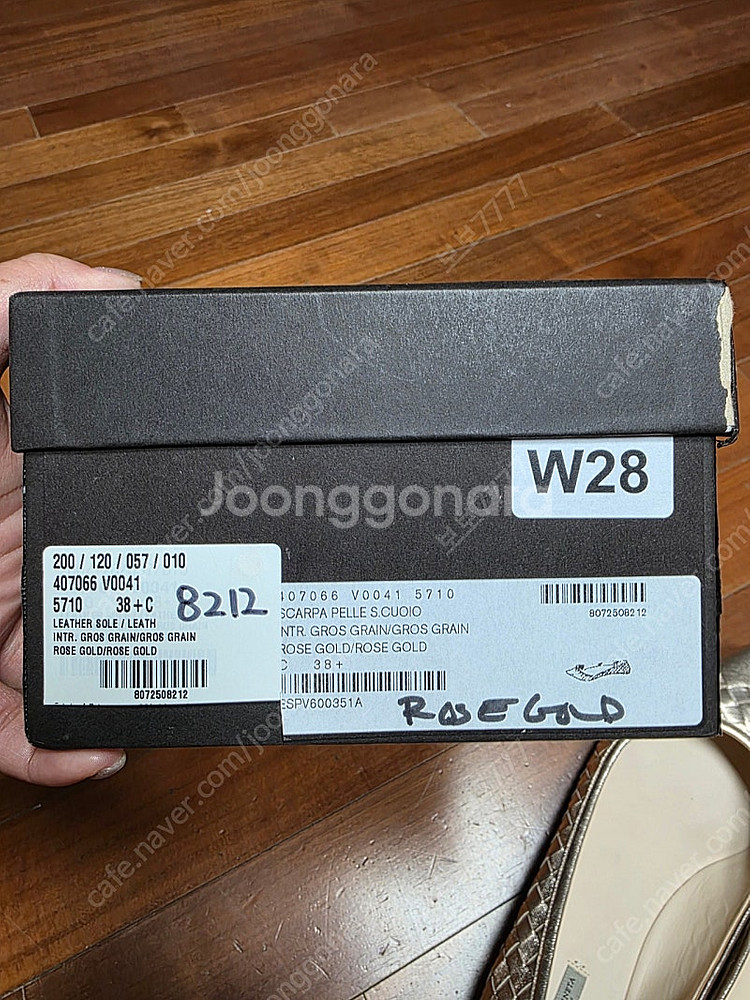 W28
200 / 120 / 057 / 010
407066 V0041
5710 38+C 8212
LEATHER SOLE / LEATH
INTR. GROS GRAIN/GROS GRAIN
ROSE GOLD/ROSE GOLD
8072508212
407066 V0041 5710
SCARPA PELLE S.CUOIO
INTR. GROS GRAIN/GROS GRAIN
ROSE GOLD/ROSE GOLD
C 38+
ESPV600351A
8072508212
ROSE GOLD
Joonggonara
cafe.naver.com/joonggonara